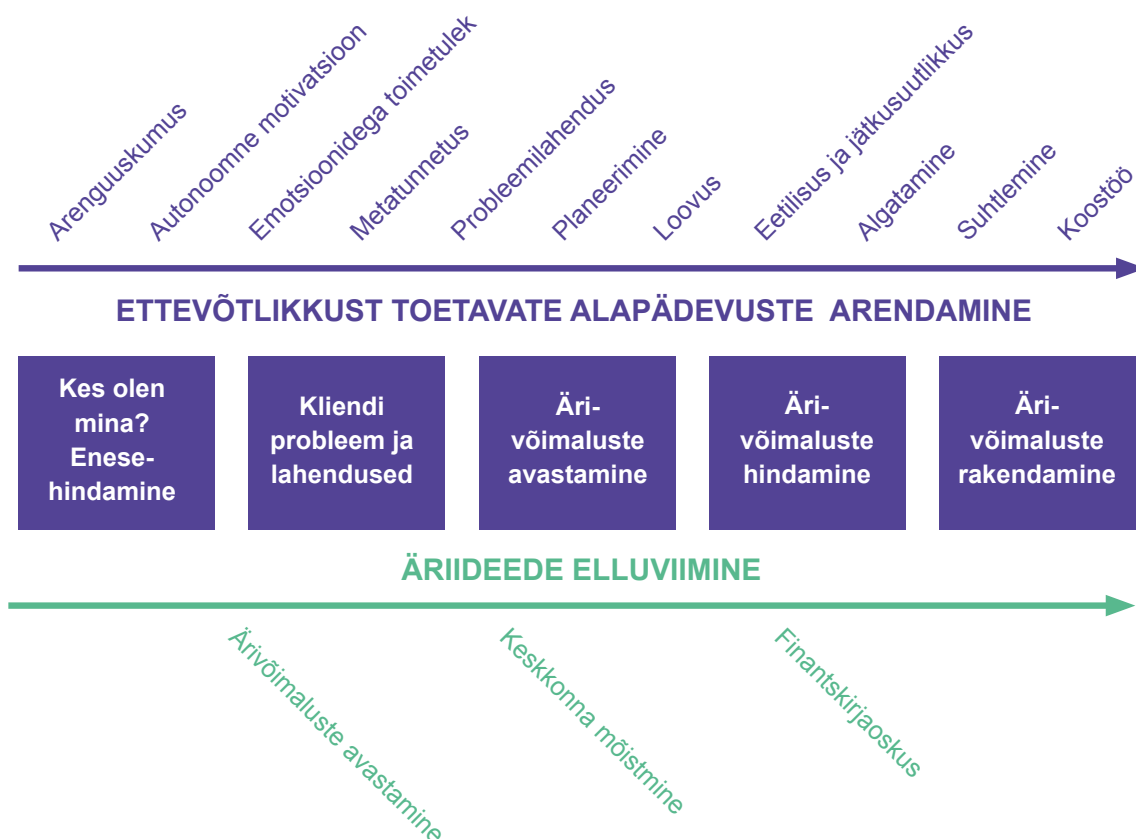 Arenguuskumus
Autonoomne motivatsioon
Emotsioonidega toimetulek
Metatunnetus
Probleemilahendus
Planeerimine
Loovus
Eetilisus ja jätkusuutlikkus
Algatamine
Suhtlemine
Koostöö
ETTEVÕTLIKKUST TOETAVATE ALAPÄDEVUSTE ARENDAMINE
Kes olen
mina?
Enese-
hindamine
Kliendi
probleem ja
lahendused
Äri-
võimaluste
avastamine
Äri-
võimaluste
hindamine
Äri-
võimaluste
rakendamine
ÄRIIDEEDE ELLUVIIMINE
Ärivõimaluste avastamine
Keskkonna mõistmine
Finantskirjaoskus